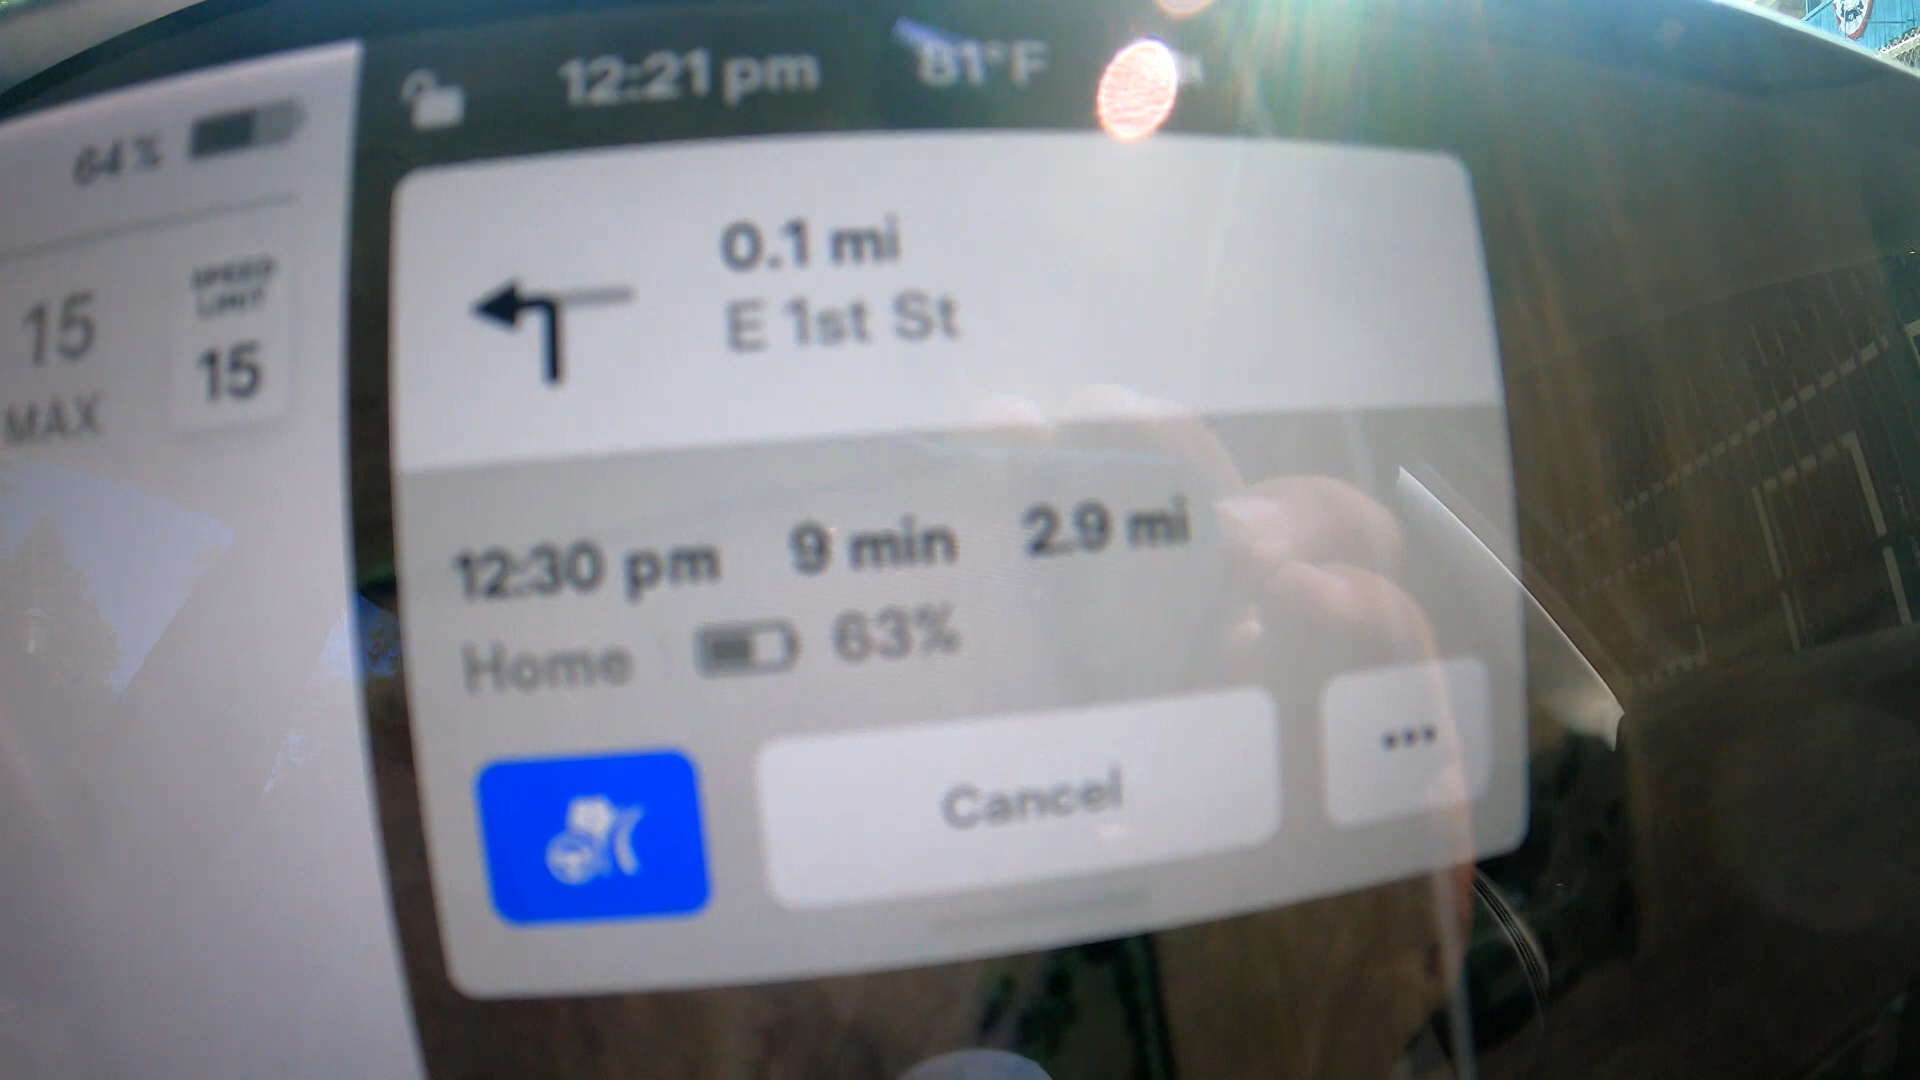 64%
12:21 pm
81°F
15
MAX
SPEED
LIMIT
15
0.1 mi
E 1st St
12:30 pm 9 min 2.9 mi
Home 63%
Cancel
...